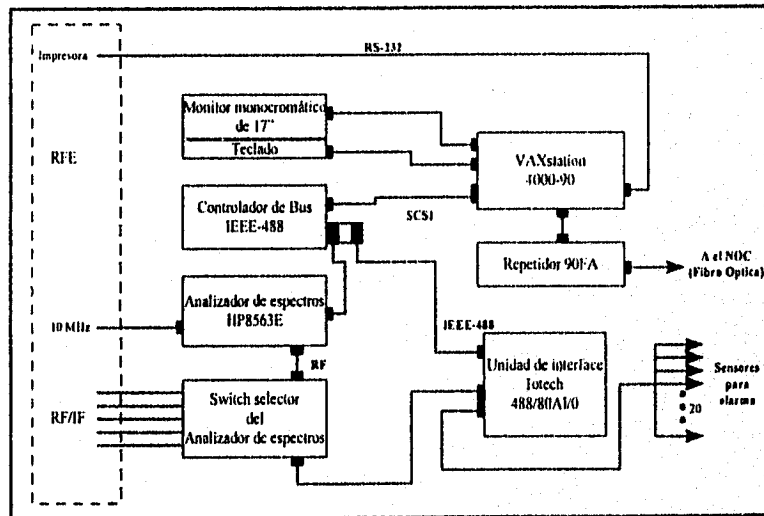 RS-232
Impresora
Monitor monocromático
de 17"
Teclado
RFE
VAXstation
4000-90
Controlador de Bus
IEEE-488
SCSI
Repetidor 90FA
A el NOC
(Fibra Optica)
Analizador de espectros
HP8563E
10 MHz
IEEE-488
RF
Unidad de interface
Iotech
488/80AI/0
Sensores
para
alarma
20
Switch selector
del
Analizador de espectros
RF/IF